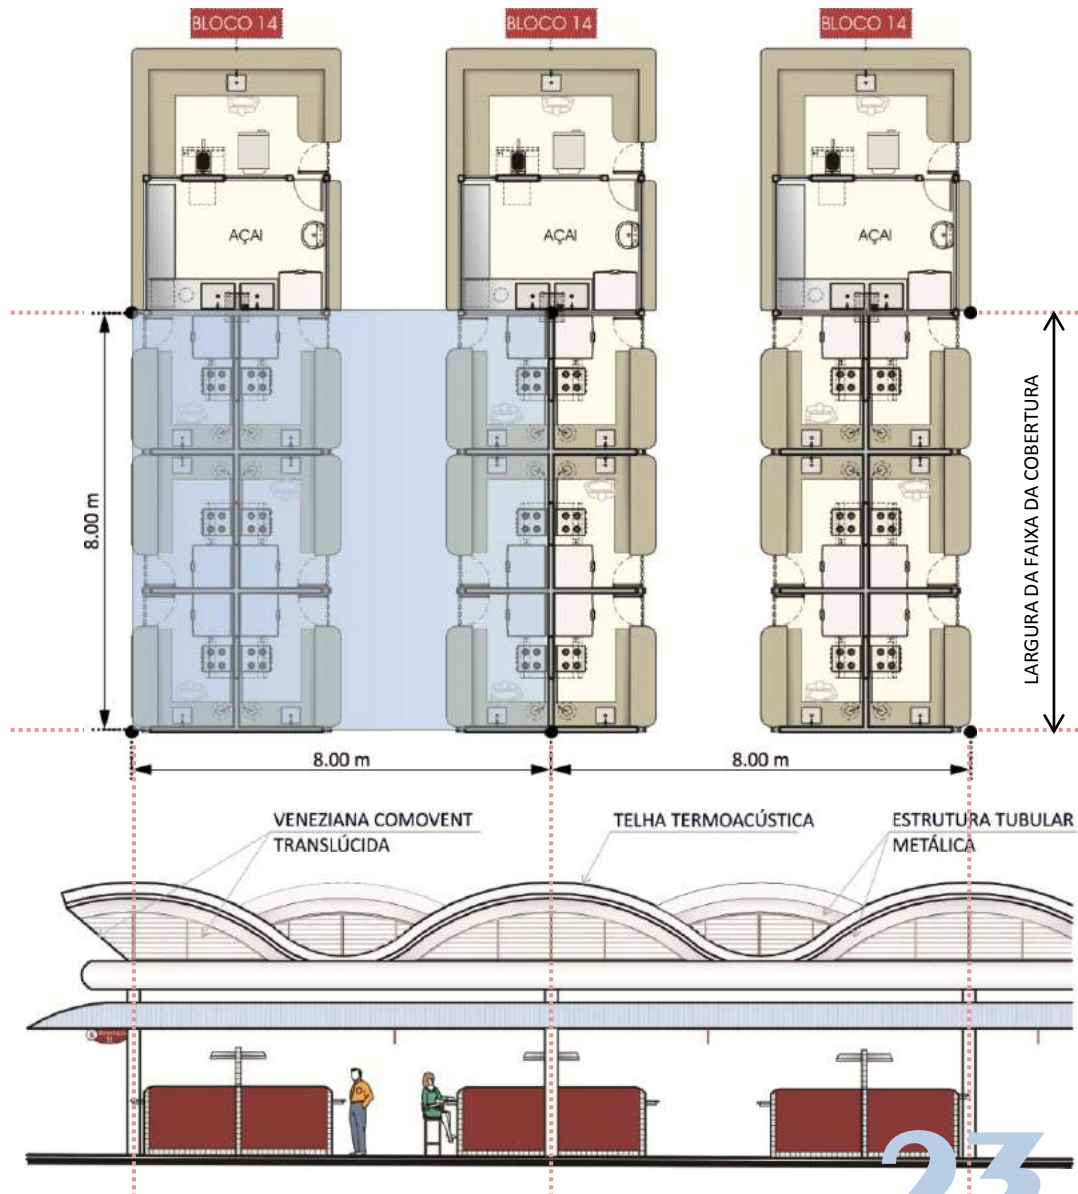 BLOCO 14
BLOCO 14
BLOCO 14
AÇAI
AÇAI
AÇAI
8.00 m
LARGURA DA FAIXA DA COBERTURA
8.00 m
8.00 m
VENEZIANA COMOVENT
TRANSLÚCIDA
TELHA TERMOACÚSTICA
ESTRUTURA TUBULAR
METÁLICA
23